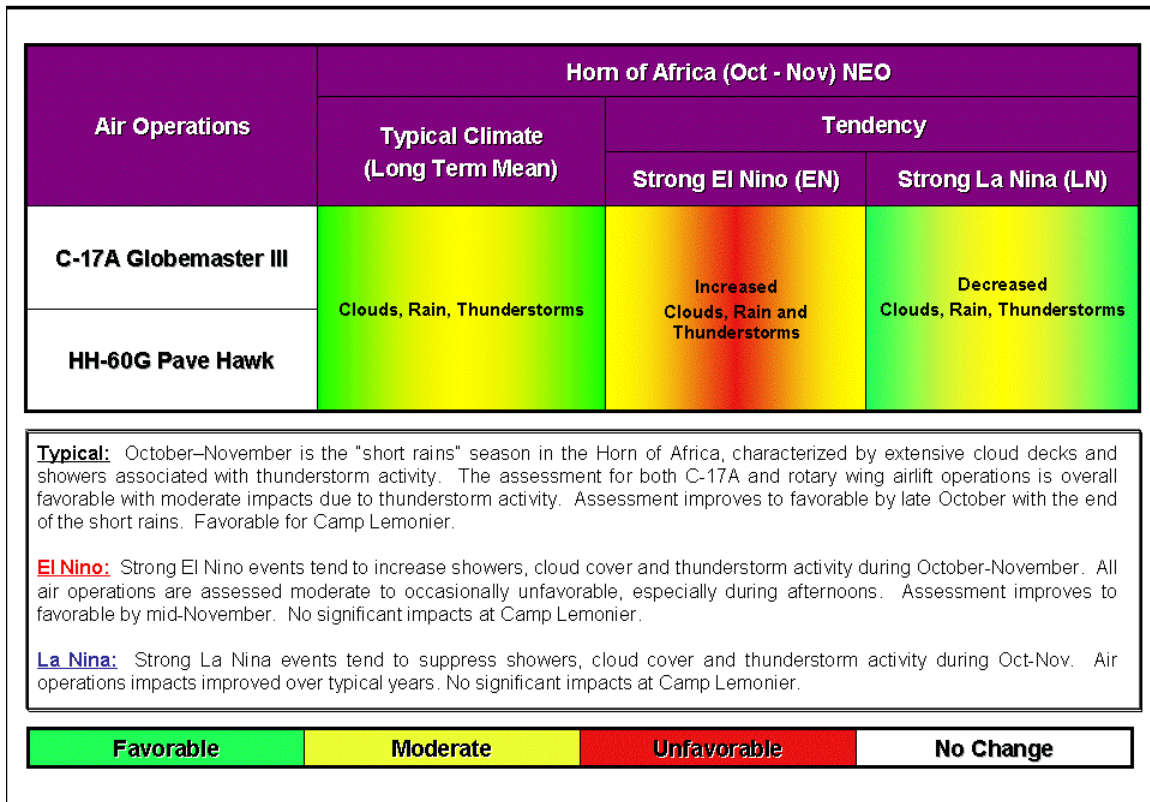 Air Operations
Horn of Africa (Oct - Nov) NEO
Typical Climate
(Long Term Mean)
Tendency
Strong El Nino (EN)
Strong La Nina (LN)
C-17A Globemaster III
HH-60G Pave Hawk
Clouds, Rain, Thunderstorms
Increased
Clouds, Rain and
Thunderstorms
Decreased
Clouds, Rain, Thunderstorms
Typical: October–November is the "short rains" season in the Horn of Africa, characterized by extensive cloud decks and
showers associated with thunderstorm activity. The assessment for both C-17A and rotary wing airlift operations is overall
favorable with moderate impacts due to thunderstorm activity. Assessment improves to favorable by late October with the end
of the short rains. Favorable for Camp Lemonier.
El Nino: Strong El Nino events tend to increase showers, cloud cover and thunderstorm activity during October-November. All
air operations are assessed moderate to occasionally unfavorable, especially during afternoons. Assessment improves to
favorable by mid-November. No significant impacts at Camp Lemonier.
La Nina: Strong La Nina events tend to suppress showers, cloud cover and thunderstorm activity during Oct-Nov. Air
operations impacts improved over typical years. No significant impacts at Camp Lemonier.
Favorable
Moderate
Unfavorable
No Change